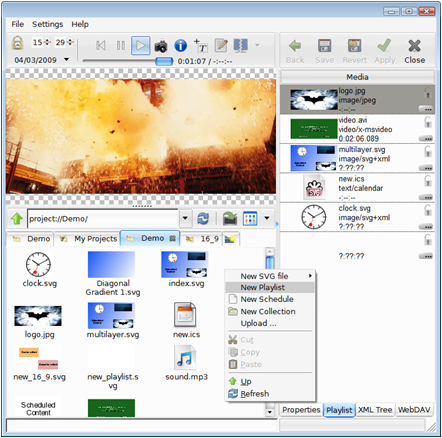 File Settings Help
15 29
04/03/2009
0:01:07 / -:--:--
Back Save Revert Apply Close
Media
logo.jpg
image/jpeg
-:--:--
video.avi
video/x-msvideo
0:02:06.089
multilayer.svg
image/svg+xml
?:??:??
new.ics
text/calendar
-:--:--
clock.svg
image/svg+xml
?:??:??
?:??:??
project://Demo/
Demo My Projects Demo 16_9
clock.svg
Diagonal
Gradient 1.svg
index.svg
logo.jpg
multilayer.svg
new.ics
new_16_9.svg
new_playlist.s
vg
sound.mp3
Scheduled
Content
New SVG file
New Playlist
New Schedule
New Collection
Upload ...
Cut
Copy
Paste
Up
Refresh
Properties Playlist XML Tree WebDAV